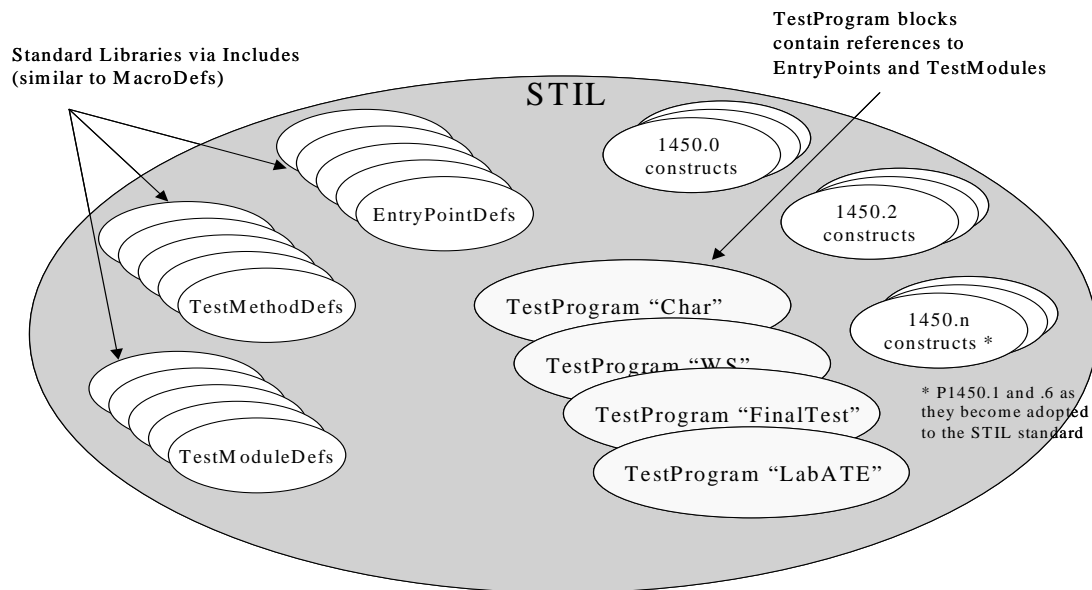 TestProgram blocks
contain references to
EntryPoints and TestModules
Standard Libraries via Includes
(similar to MacroDefs)
STIL
1450.0
constructs
EntryPointDefs
1450.2
constructs
TestMethodDefs
TestProgram “Char”
1450.n
constructs *
TestProgram “WS”
* P1450.1 and .6 as
they become adopted
to the STIL standard
TestProgram “FinalTest”
TestModuleDefs
TestProgram “LabATE”